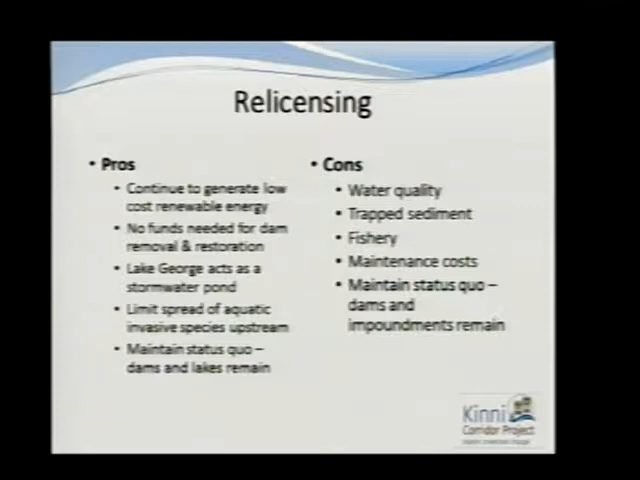 Relicensing
• Pros
• Continue to generate low
cost renewable energy
• No funds needed for dam
removal & restoration
• Lake George acts as a
stormwater pond
• Limit spread of aquatic
invasive species upstream
• Maintain status quo –
dams and lakes remain
• Cons
• Water quality
• Trapped sediment
• Fishery
• Maintenance costs
• Maintain status quo –
dams and
impoundments remain
Kinni
Corridor Project